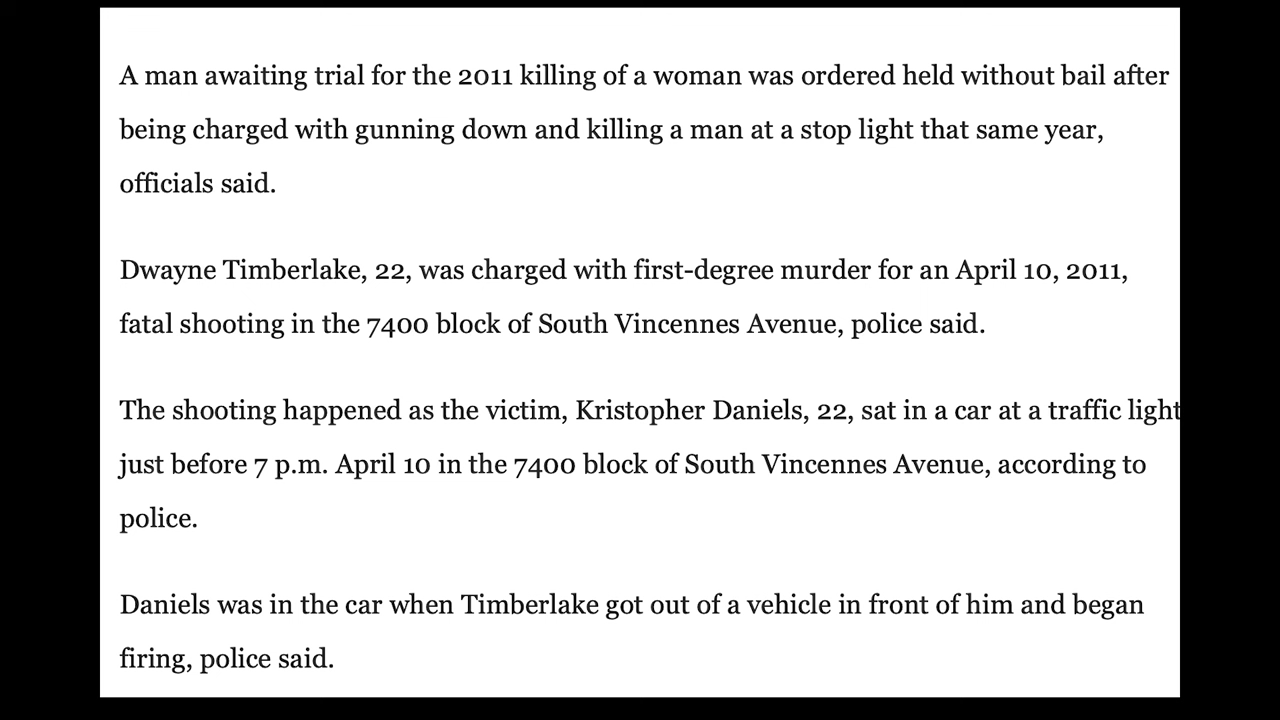 A man awaiting trial for the 2011 killing of a woman was ordered held without bail after
being charged with gunning down and killing a man at a stop light that same year,
officials said.
Dwayne Timberlake, 22, was charged with first-degree murder for an April 10, 2011,
fatal shooting in the 7400 block of South Vincennes Avenue, police said.
The shooting happened as the victim, Kristopher Daniels, 22, sat in a car at a traffic light
just before 7 p.m. April 10 in the 7400 block of South Vincennes Avenue, according to
police.
Daniels was in the car when Timberlake got out of a vehicle in front of him and began
firing, police said.